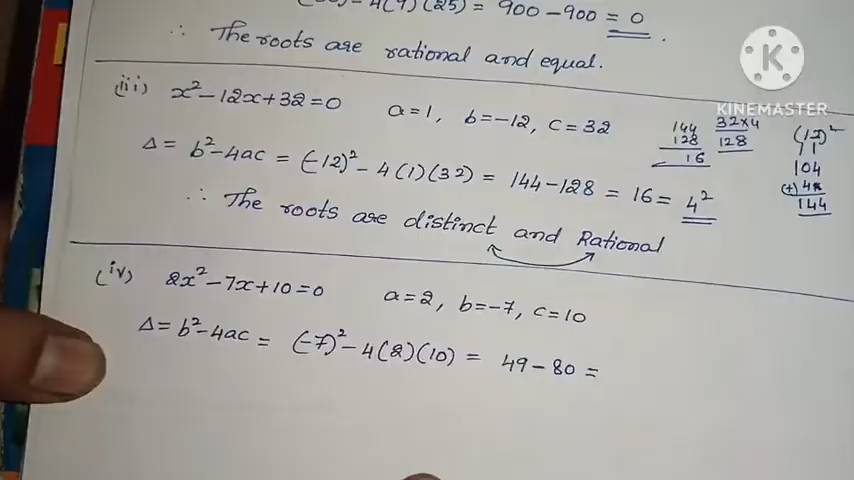 - 4(9)(25) = 900 - 900 = 0
∴ The roots are rational and equal.
(iii) x² - 12x + 32 = 0 a = 1, b = -12, c = 32
Δ = b² - 4ac = (-12)² - 4(1)(32) = 144 - 128 = 16 = 4²
∴ The roots are distinct and Rational
144
128
16
32×4
128
(12)²
104
(+) 4
144
K
KINEMASTER
(iv) 2x² - 7x + 10 = 0 a = 2, b = -7, c = 10
Δ = b² - 4ac = (-7)² - 4(2)(10) = 49 - 80 =